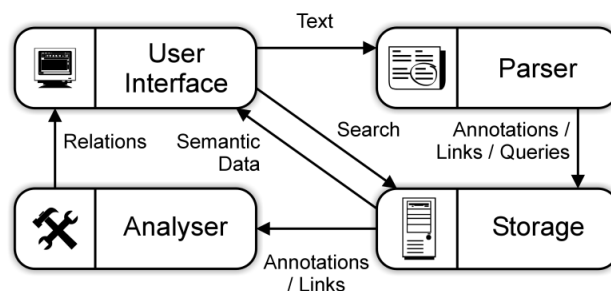 Text
User
Interface
Parser
Relations
Semantic
Data
Search
Annotations /
Links / Queries
Analyser
Storage
Annotations
/ Links